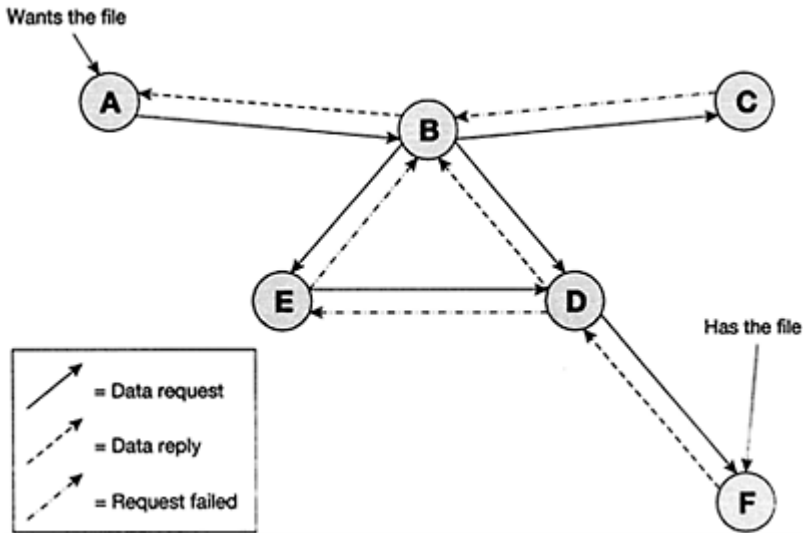 Wants the file
A
B
C
E
D
Has the file
F
= Data request
= Data reply
= Request failed